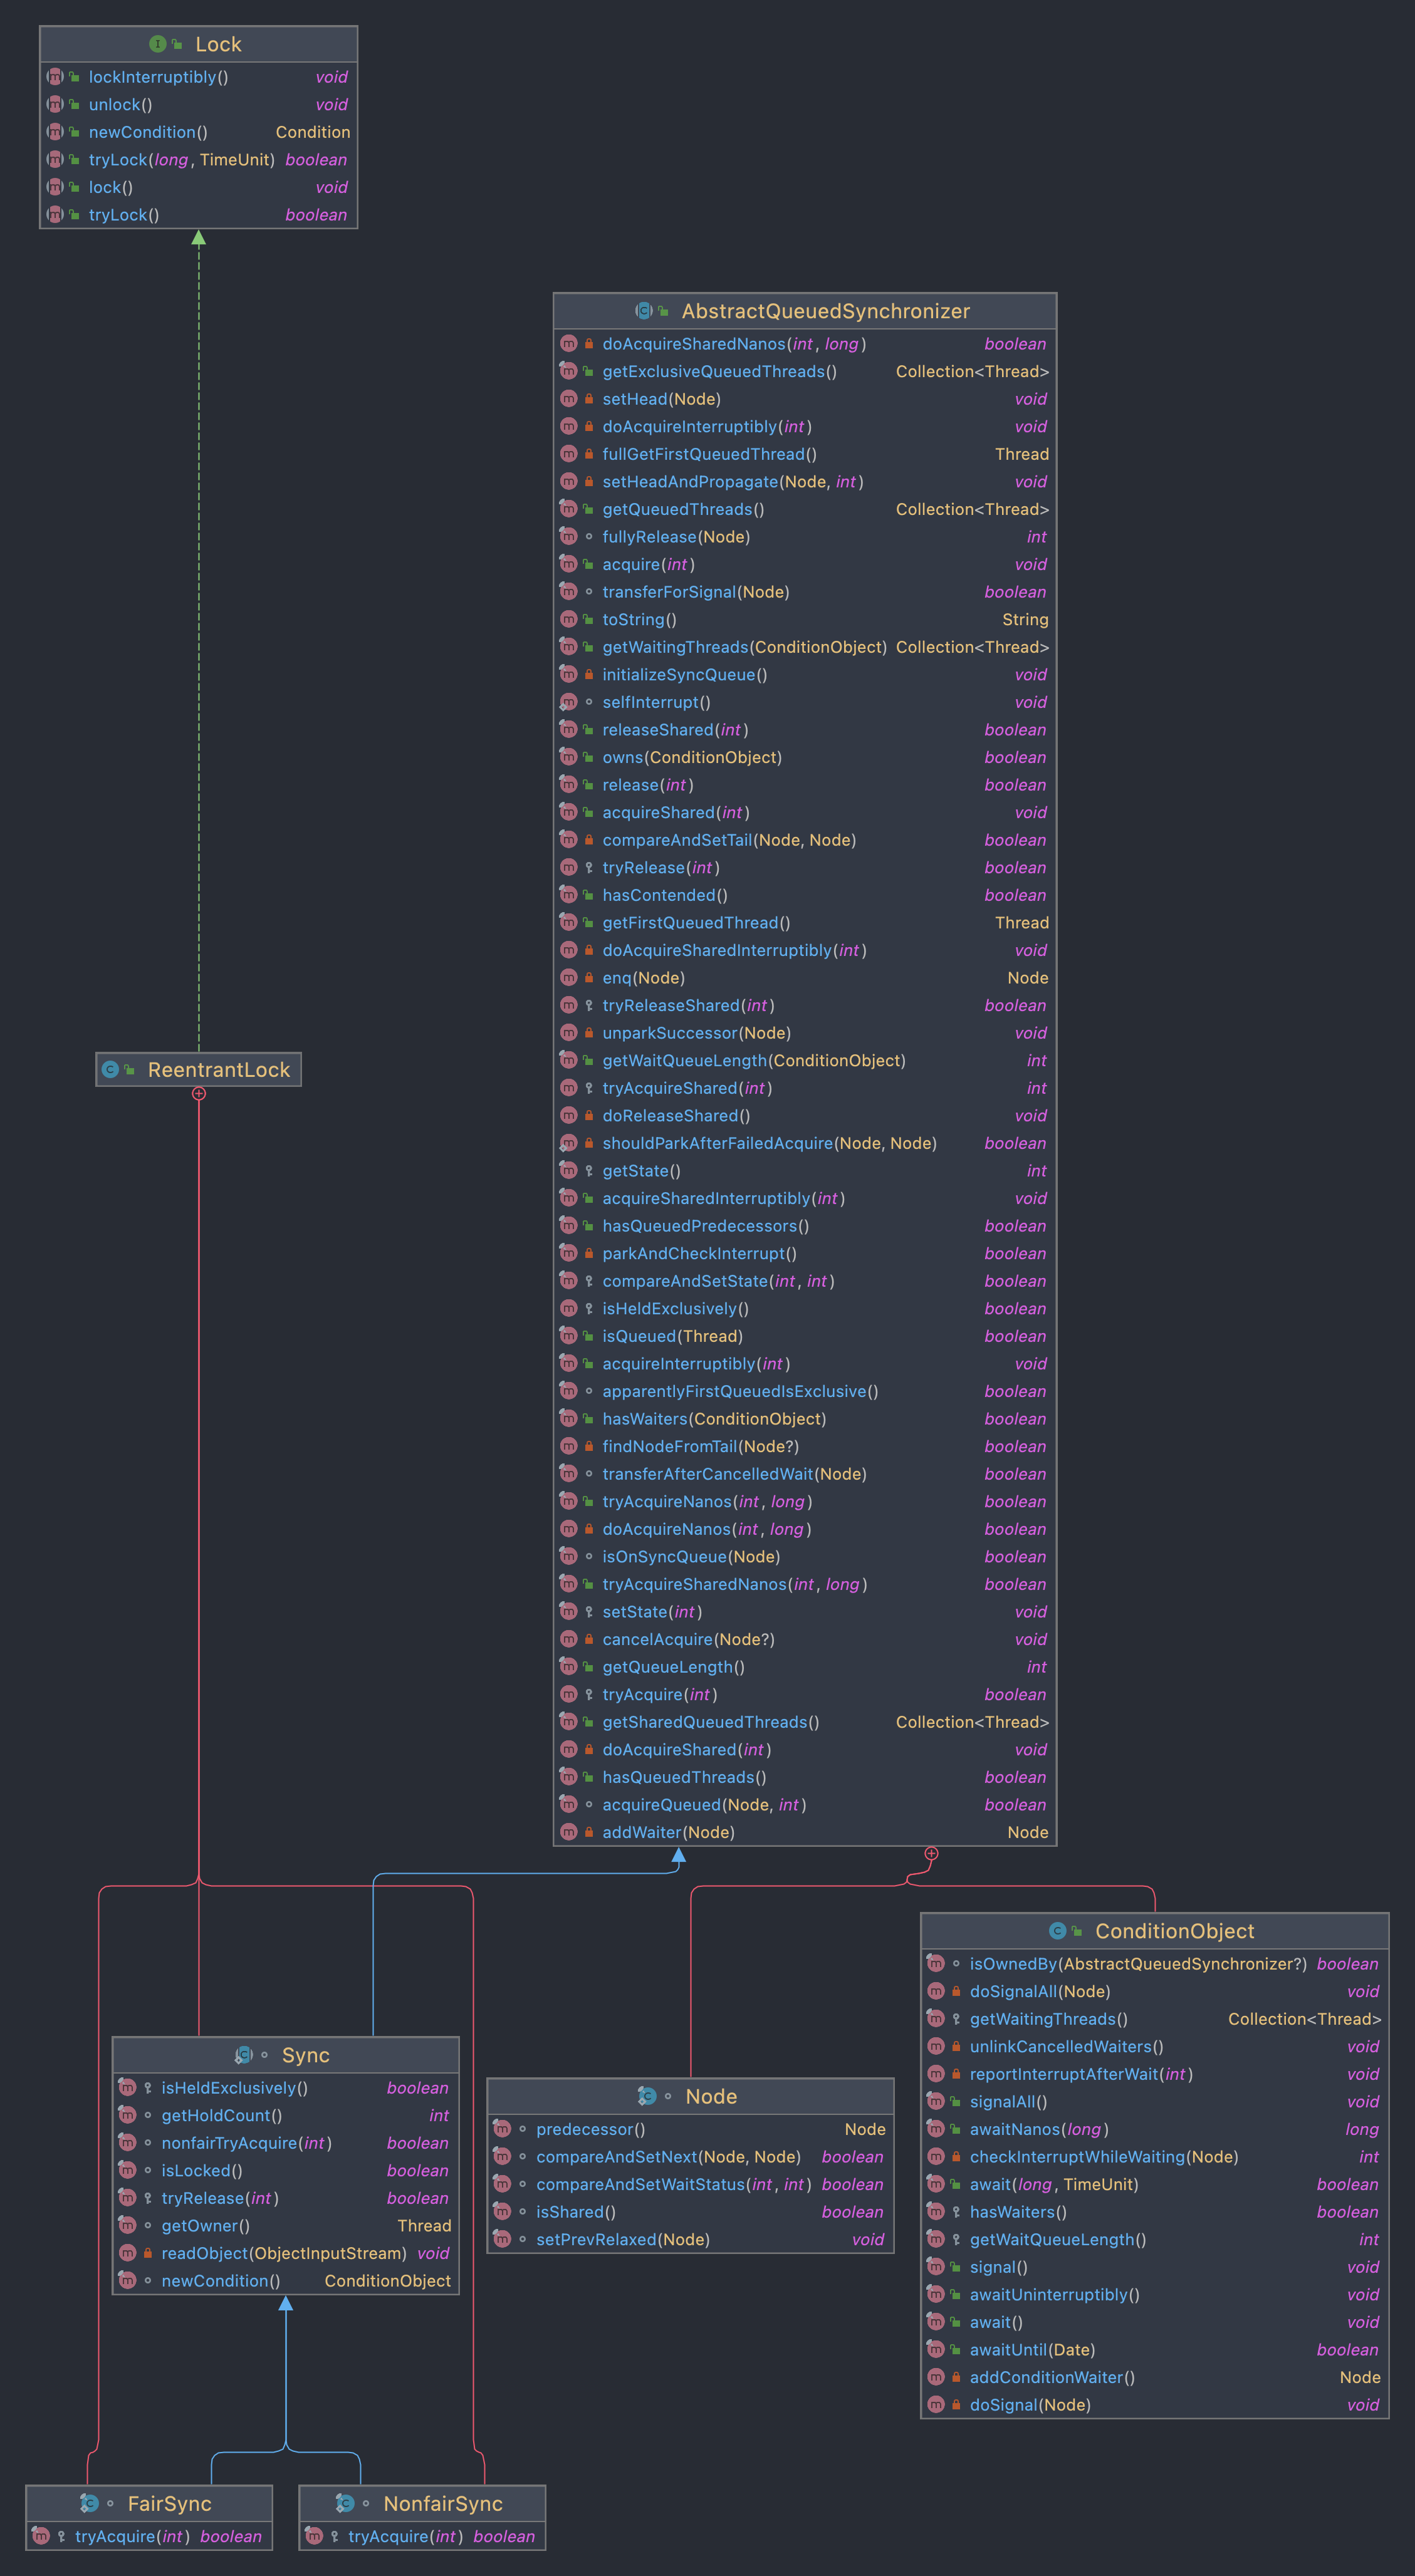 Lock
lockInterruptibly() void
unlock() void
newCondition() Condition
tryLock(long, TimeUnit) boolean
lock() void
tryLock() boolean
AbstractQueuedSynchronizer
doAcquireSharedNanos(int, long) boolean
getExclusiveQueuedThreads() Collection<Thread>
setHead(Node) void
doAcquireInterruptibly(int) void
fullGetFirstQueuedThread() Thread
setHeadAndPropagate(Node, int) void
getQueuedThreads() Collection<Thread>
fullyRelease(Node) int
acquire(int) void
transferForSignal(Node) boolean
toString() String
getWaitingThreads(ConditionObject) Collection<Thread>
initializeSyncQueue() void
selfInterrupt() void
releaseShared(int) boolean
owns(ConditionObject) boolean
release(int) boolean
acquireShared(int) void
compareAndSetTail(Node, Node) boolean
tryRelease(int) boolean
hasContended() boolean
getFirstQueuedThread() Thread
doAcquireSharedInterruptibly(int) void
enq(Node) Node
tryReleaseShared(int) boolean
unparkSuccessor(Node) void
getWaitQueueLength(ConditionObject) int
tryAcquireShared(int) int
doReleaseShared() void
shouldParkAfterFailedAcquire(Node, Node) boolean
getState() int
acquireSharedInterruptibly(int) void
hasQueuedPredecessors() boolean
parkAndCheckInterrupt() boolean
compareAndSetState(int, int) boolean
isHeldExclusively() boolean
isQueued(Thread) boolean
acquireInterruptibly(int) void
apparentlyFirstQueuedIsExclusive() boolean
hasWaiters(ConditionObject) boolean
findNodeFromTail(Node?) boolean
transferAfterCancelledWait(Node) boolean
tryAcquireNanos(int, long) boolean
doAcquireNanos(int, long) boolean
isOnSyncQueue(Node) boolean
tryAcquireSharedNanos(int, long) boolean
setState(int) void
cancelAcquire(Node?) void
getQueueLength() int
tryAcquire(int) boolean
getSharedQueuedThreads() Collection<Thread>
doAcquireShared(int) void
hasQueuedThreads() boolean
acquireQueued(Node, int) boolean
addWaiter(Node) Node
ReentrantLock
ConditionObject
isOwnedBy(AbstractQueuedSynchronizer?) boolean
doSignalAll(Node) void
getWaitingThreads() Collection<Thread>
unlinkCancelledWaiters() void
reportInterruptAfterWait(int) void
signalAll() void
awaitNanos(long) long
checkInterruptWhileWaiting(Node) int
await(long, TimeUnit) boolean
hasWaiters() boolean
getWaitQueueLength() int
signal() void
awaitUninterruptibly() void
await() void
awaitUntil(Date) boolean
addConditionWaiter() Node
doSignal(Node) void
Sync
isHeldExclusively() boolean
getHoldCount() int
nonfairTryAcquire(int) boolean
isLocked() boolean
tryRelease(int) boolean
getOwner() Thread
readObject(ObjectInputStream) void
newCondition() ConditionObject
Node
predecessor() Node
compareAndSetNext(Node, Node) boolean
compareAndSetWaitStatus(int, int) boolean
isShared() boolean
setPrevRelaxed(Node) void
FairSync
tryAcquire(int) boolean
NonfairSync
tryAcquire(int) boolean